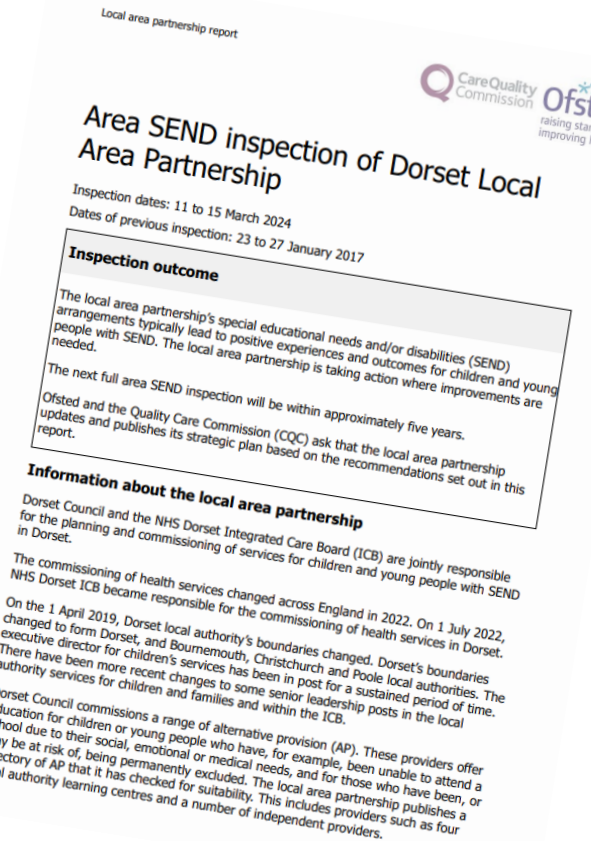 Local area partnership report
CareQuality
Commission
raising
improving
Area SEND inspection of Dorset Local
Area Partnership
Inspection dates: 11 to 15 March 2024
Dates of previous inspection: 23 to 27 January 2017
Inspection outcome
The local area partnership's special educational needs and/or disabilities (SEND)
arrangements typically lead to positive experiences and outcomes for children and young
people with SEND. The local area partnership is taking action where improvements are
needed.
The next full area SEND inspection will be within approximately five years.
Ofsted and the Quality Care Commission (CQC) ask that the local area partnership
updates and publishes its strategic plan based on the recommendations set out in this
report.
Information about the local area partnership
Dorset Council and the NHS Dorset Integrated Care Board (ICB) are jointly responsible
for the planning and commissioning of services for children and young people with SEND
in Dorset.
The commissioning of health services changed across England in 2022. On 1 July 2022,
NHS Dorset ICB became responsible for the commissioning of health services in Dorset.
On the 1 April 2019, Dorset local authority's boundaries changed. Dorset's boundaries
changed to form Dorset, and Bournemouth, Christchurch and Poole local authorities. The
executive director for children's services has been in post for a sustained period of time.
There have been more recent changes to some senior leadership posts in the local
authority services for children and families and within the ICB.
Council commissions a range of alternative provision (AP). These providers offer
for children or young people who have, for example, been unable to attend a
due to their social, emotional or medical needs, and for those who have been, or
be at risk of, being permanently excluded. The local area partnership publishes a
of AP that it has checked for suitability. This includes providers such as four
authority learning centres and a number of independent providers.